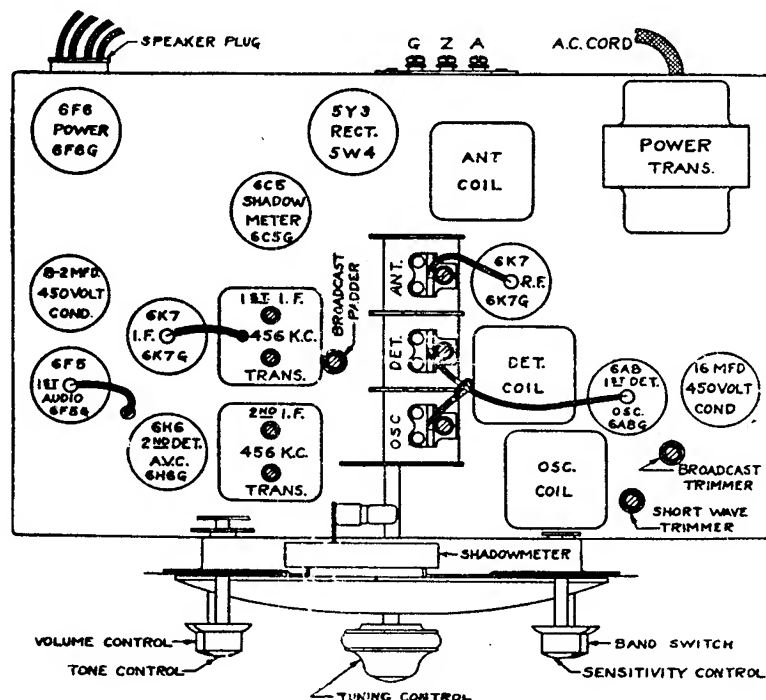 SPEAKER PLUG
G Z A
A.C. CORD
6F6
POWER
6F6G
5Y3
RECT.
5W4
ANT
COIL
POWER
TRANS.
6C5
SHADOW
METER
6C5G
8-2 MFD.
450 VOLT
COND.
6K7
I.F.
6K7G
1ST I.F.
456 K.C.
TRANS.
BROADCAST
PADDER
ANT.
DET.
OSC
6K7
R.F.
6K7G
DET.
COIL
6A8
1ST DET.
OSC.
6A8G
16 MFD
450 VOLT
COND
6F5
1ST
AUDIO
6F5G
6H6
2ND DET.
A.V.C.
6H6G
2ND I.F.
456 K.C.
TRANS.
OSC.
COIL
BROADCAST
TRIMMER
SHORT WAVE
TRIMMER
SHADOWMETER
VOLUME CONTROL
TONE CONTROL
BAND SWITCH
SENSITIVITY CONTROL
TUNING CONTROL